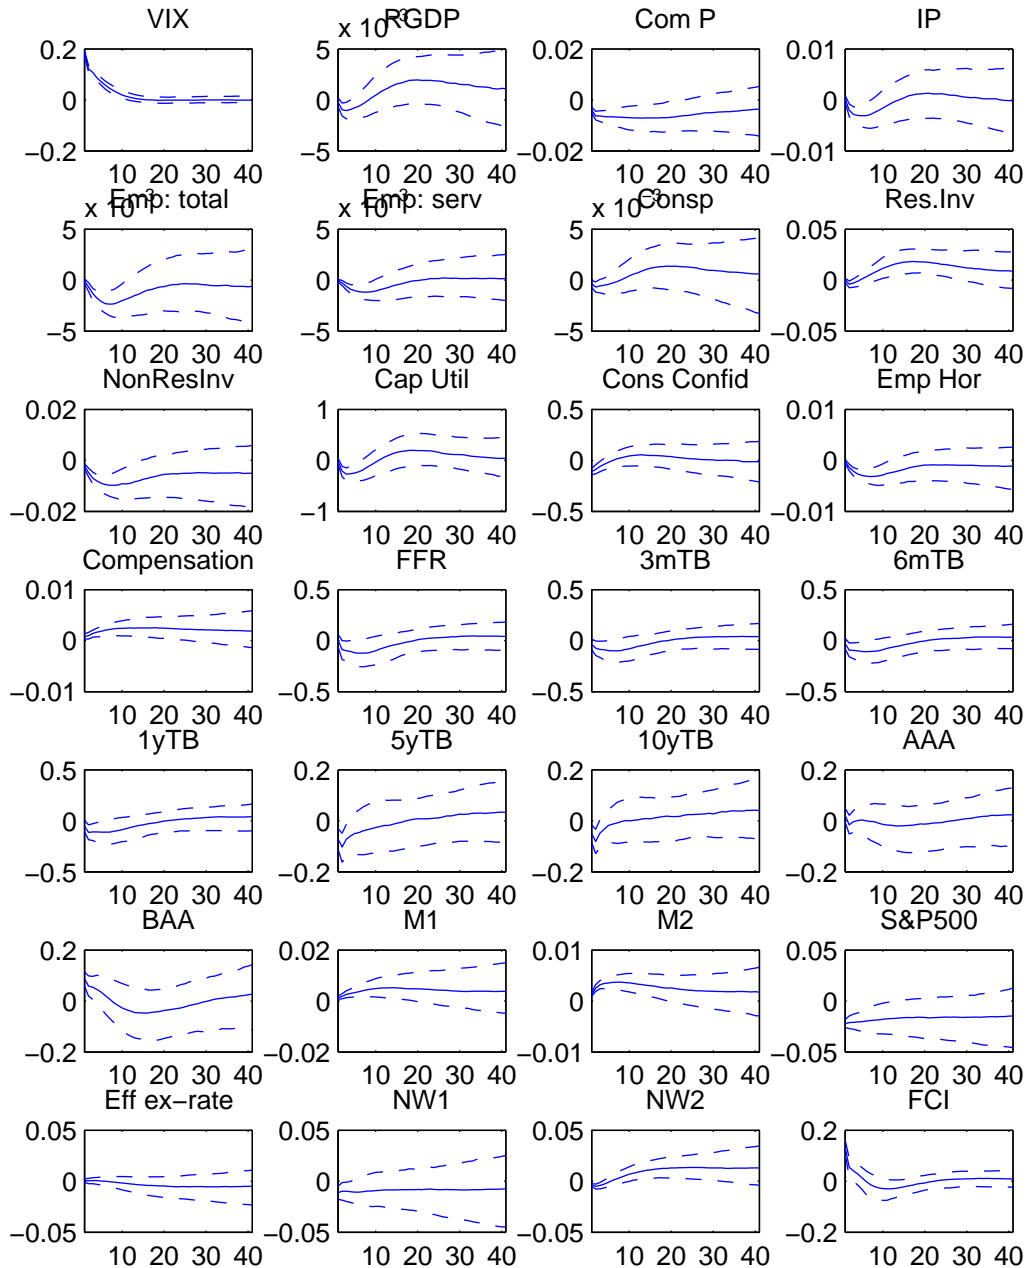 VIX
x 10−3
RGDP
Com P
IP
0.2
0
−0.2
10 20 30 40
5
0
−5
10 20 30 40
0.02
0
−0.02
10 20 30 40
0.01
0
−0.01
10 20 30 40
x 10−3
Emp: total
x 10−3
Emp: serv
x 10−3
Consp
Res.Inv
5
0
−5
10 20 30 40
5
0
−5
10 20 30 40
5
0
−5
10 20 30 40
0.05
0
−0.05
10 20 30 40
NonResInv
Cap Util
Cons Confid
Emp Hor
0.02
0
−0.02
10 20 30 40
1
0
−1
10 20 30 40
0.5
0
−0.5
10 20 30 40
0.01
0
−0.01
10 20 30 40
Compensation
FFR
3mTB
6mTB
0.01
0
−0.01
10 20 30 40
0.5
0
−0.5
10 20 30 40
0.5
0
−0.5
10 20 30 40
0.5
0
−0.5
10 20 30 40
1yTB
5yTB
10yTB
AAA
0.5
0
−0.5
10 20 30 40
0.2
0
−0.2
10 20 30 40
0.2
0
−0.2
10 20 30 40
0.2
0
−0.2
10 20 30 40
BAA
M1
M2
S&P500
0.2
0
−0.2
10 20 30 40
0.02
0
−0.02
10 20 30 40
0.01
0
−0.01
10 20 30 40
0.05
0
−0.05
10 20 30 40
Eff ex−rate
NW1
NW2
FCI
0.05
0
−0.05
10 20 30 40
0.05
0
−0.05
10 20 30 40
0.05
0
−0.05
10 20 30 40
0.2
0
−0.2
10 20 30 40